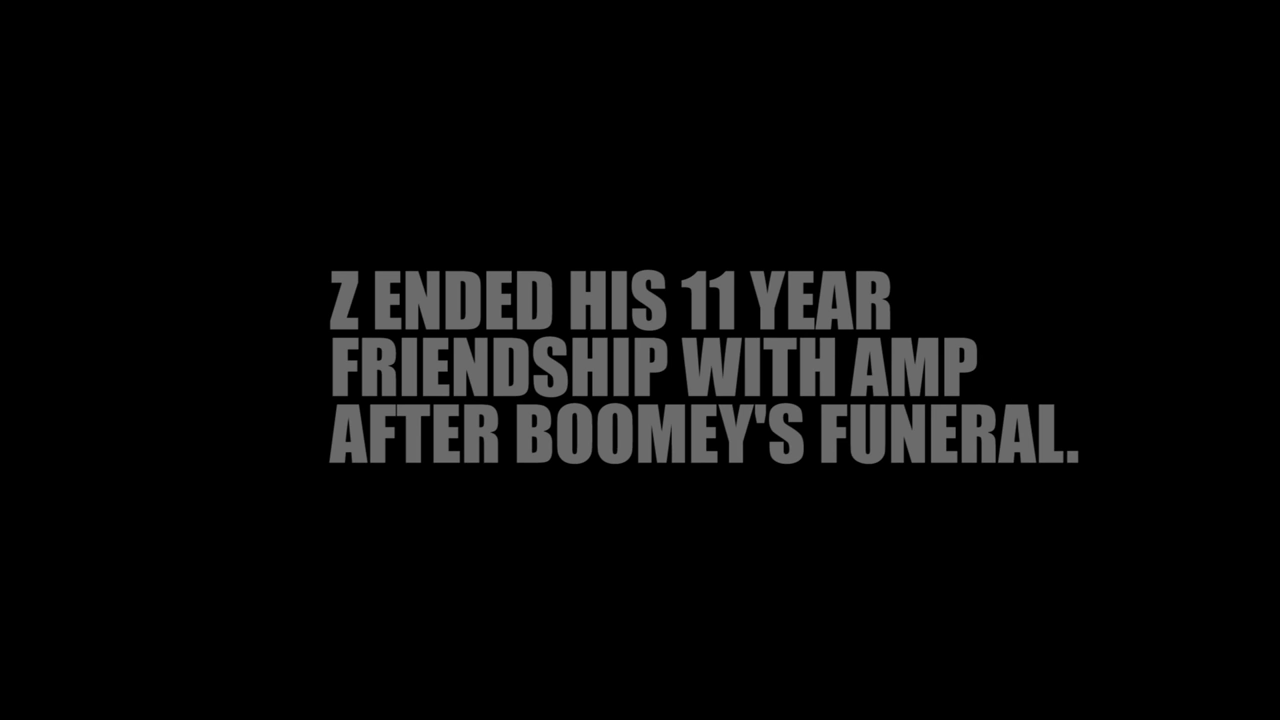 Z ENDED HIS 11 YEAR
FRIENDSHIP WITH AMP
AFTER BOOMEY'S FUNERAL.